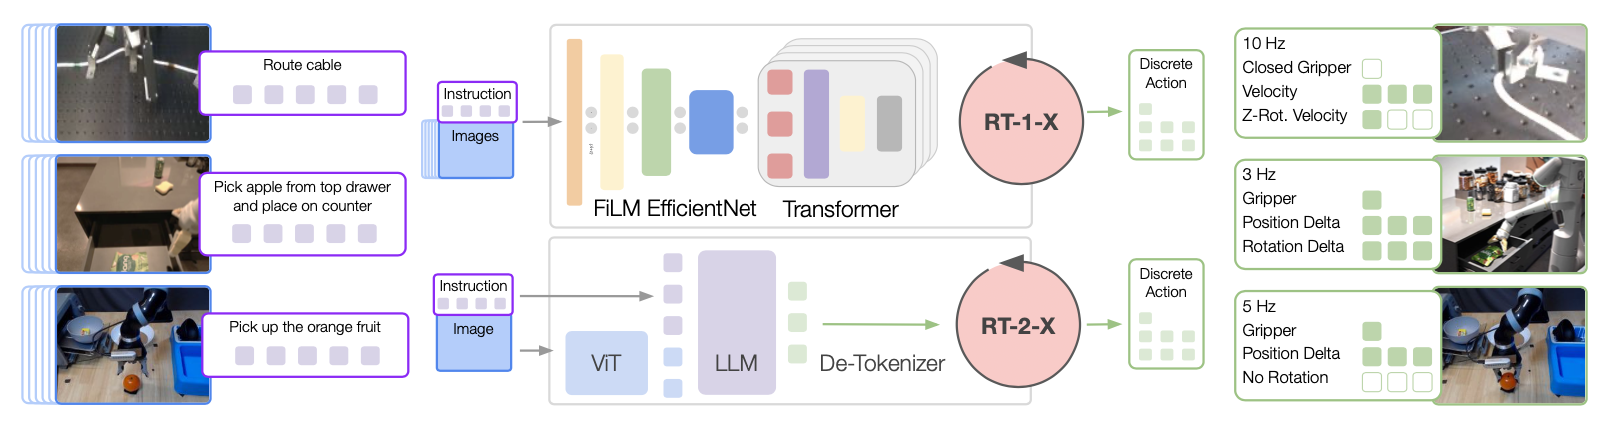 Route cable
Pick apple from top drawer
and place on counter
Pick up the orange fruit
Instruction
Images
FiLM EfficientNet
Transformer
RT-1-X
Discrete
Action
Instruction
Image
ViT
LLM
De-Tokenizer
RT-2-X
Discrete
Action
10 Hz
Closed Gripper
Velocity
Z-Rot. Velocity
3 Hz
Gripper
Position Delta
Rotation Delta
5 Hz
Gripper
Position Delta
No Rotation